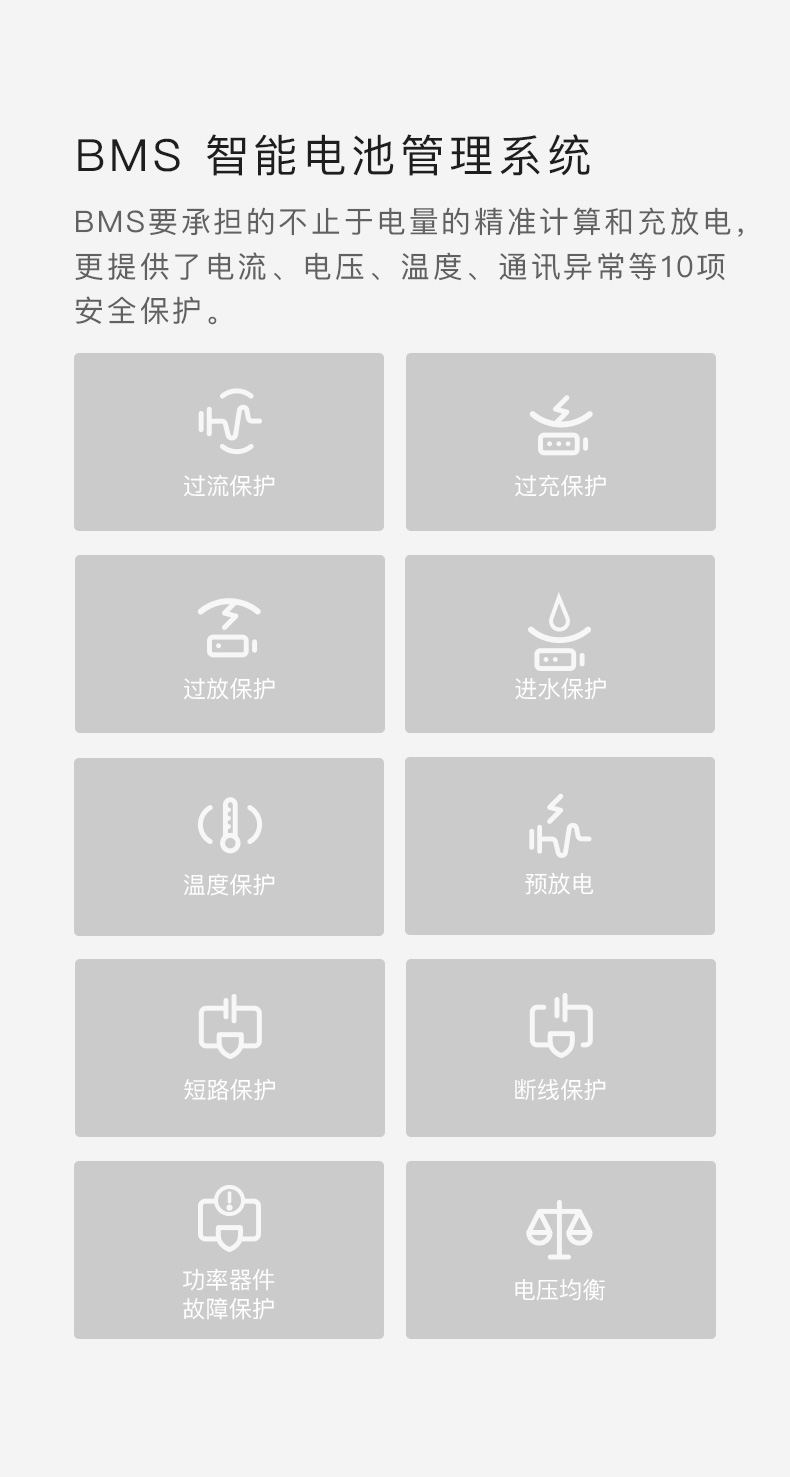 BMS 智能电池管理系统
BMS要承担的不止于电量的精准计算和充放电，
更提供了电流、电压、温度、通讯异常等10项
安全保护。
过流保护
过充保护
过放保护
进水保护
温度保护
预放电
短路保护
断线保护
功率器件
故障保护
电压均衡